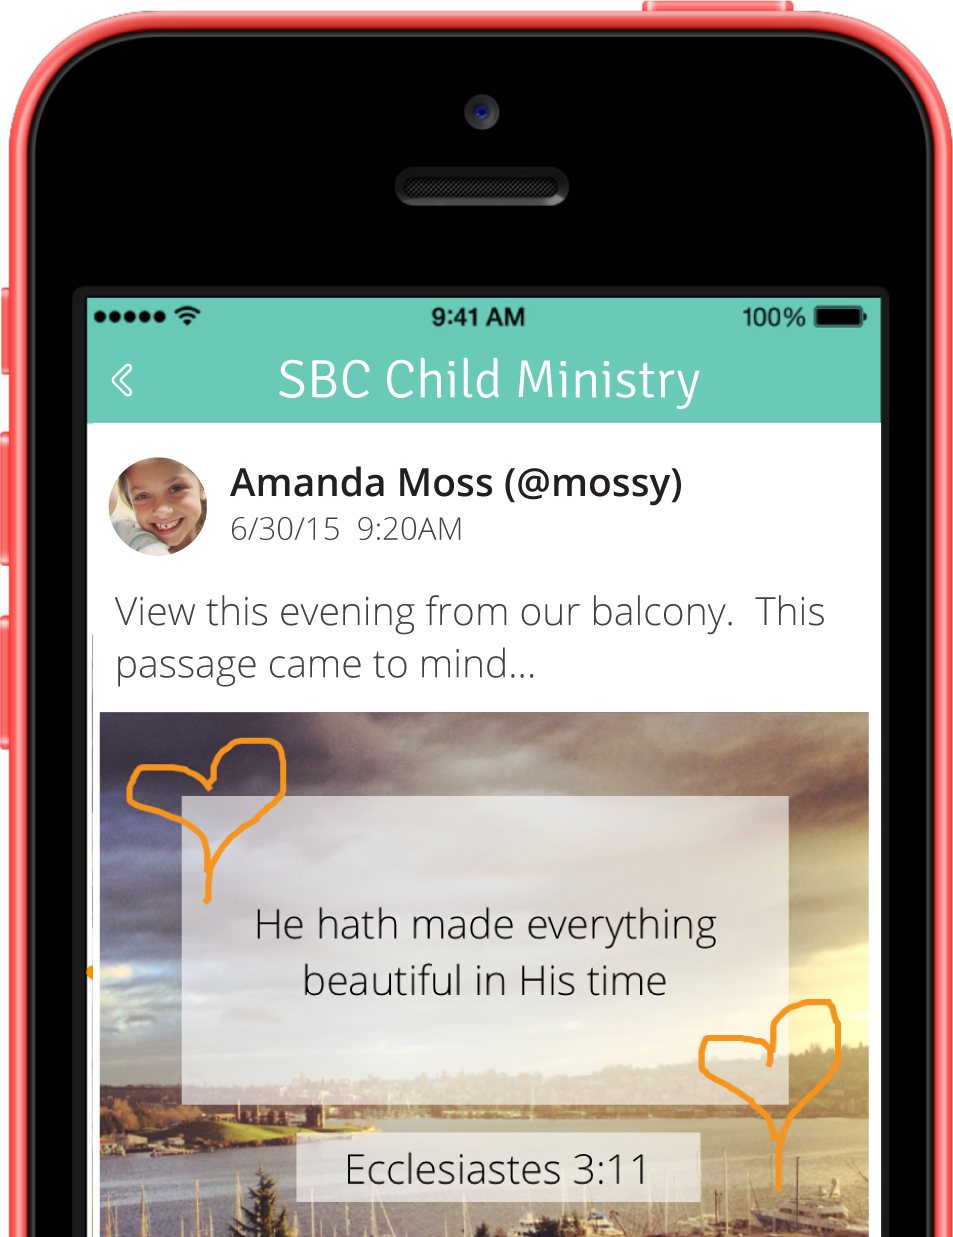 9:41 AM 100%
SBC Child Ministry
Amanda Moss (@mossy)
6/30/15 9:20AM
View this evening from our balcony. This
passage came to mind...
He hath made everything
beautiful in His time
Ecclesiastes 3:11